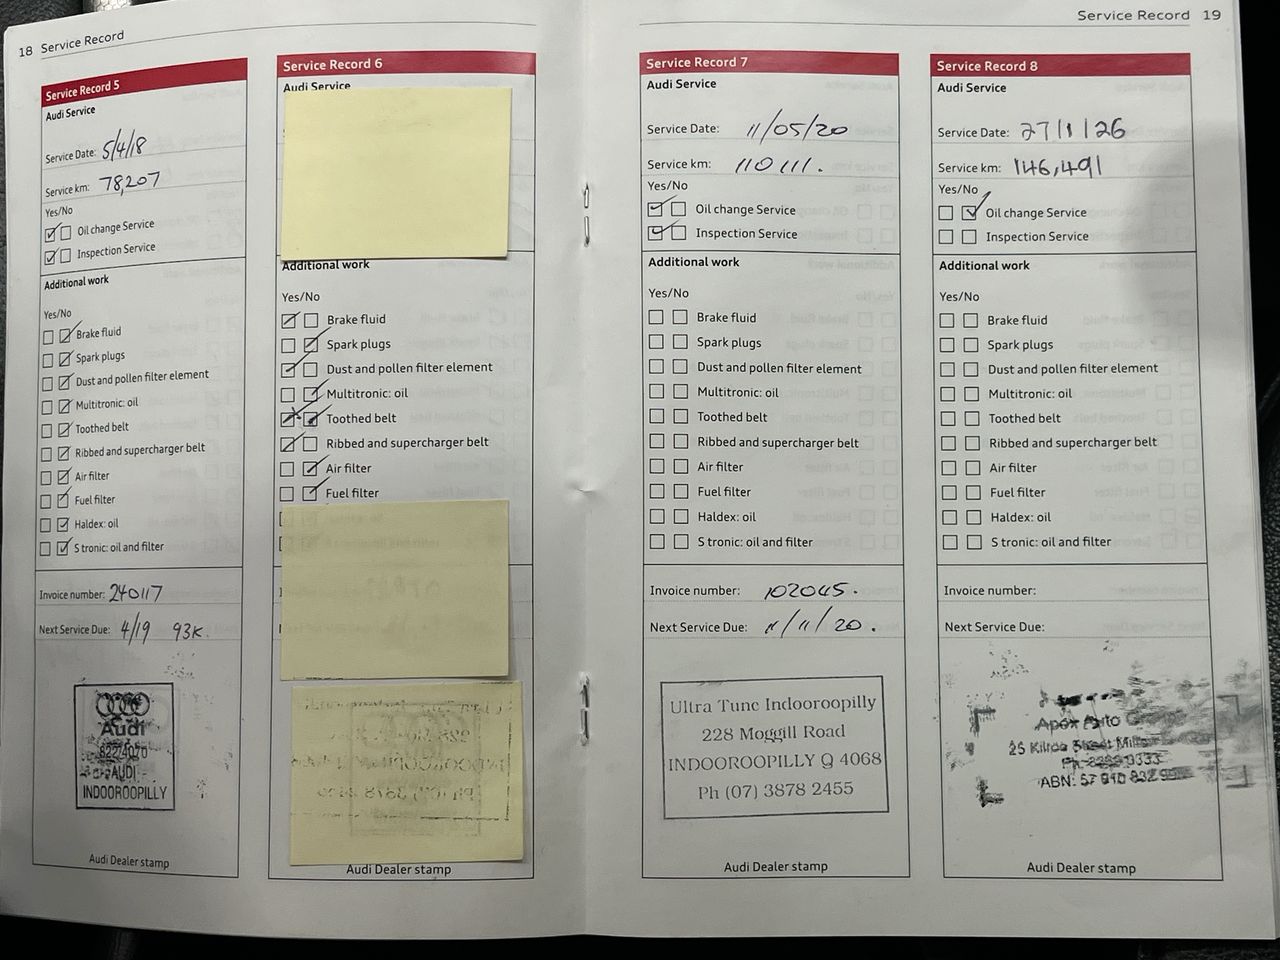 18 Service Record
Service Record 5
Audi Service
Service Date: 5/4/18
Service km: 78,207
Yes/No
Oil change Service
Inspection Service
Additional work
Yes/No
Brake fluid
Spark plugs
Dust and pollen filter element
Multitronic: oil
Toothed belt
Ribbed and supercharger belt
Air filter
Fuel filter
Haldex: oil
S tronic: oil and filter
Invoice number: 240117
Next Service Due: 4/19 93K.
Audi
AUDI
INDOOROOPILLY
Audi Dealer stamp
Service Record 6
Audi Service
Additional work
Yes/No
Brake fluid
Spark plugs
Dust and pollen filter element
Multitronic: oil
Toothed belt
Ribbed and supercharger belt
Air filter
Fuel filter
Audi Dealer stamp
Service Record 19
Service Record 7
Audi Service
Service Date: 11/05/20
Service km: 110111.
Yes/No
Oil change Service
Inspection Service
Additional work
Yes/No
Brake fluid
Spark plugs
Dust and pollen filter element
Multitronic: oil
Toothed belt
Ribbed and supercharger belt
Air filter
Fuel filter
Haldex: oil
S tronic: oil and filter
Invoice number: 102045.
Next Service Due: 11/11/20.
Ultra Tune Indooroopilly
228 Moggill Road
INDOOROOPILLY Q 4068
Ph (07) 3878 2455
Audi Dealer stamp
Service Record 8
Audi Service
Service Date: 27/1/26
Service km: 146,491
Yes/No
Oil change Service
Inspection Service
Additional work
Yes/No
Brake fluid
Spark plugs
Dust and pollen filter element
Multitronic: oil
Toothed belt
Ribbed and supercharger belt
Air filter
Fuel filter
Haldex: oil
S tronic: oil and filter
Invoice number:
Next Service Due:
Apex Auto
25 Street
Ph
ABN: 57
Audi Dealer stamp